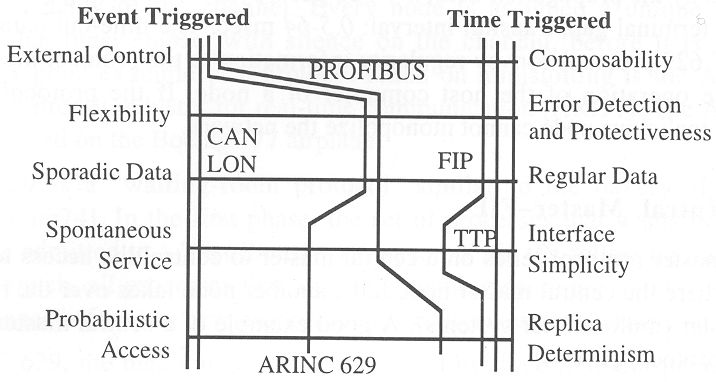 Event Triggered
Time Triggered
External Control
PROFIBUS
Composability
Flexibility
CAN
LON
Error Detection
and Protectiveness
Sporadic Data
FIP
Regular Data
Spontaneous
Service
TTP
Interface
Simplicity
Probabilistic
Access
ARINC 629
Replica
Determinism